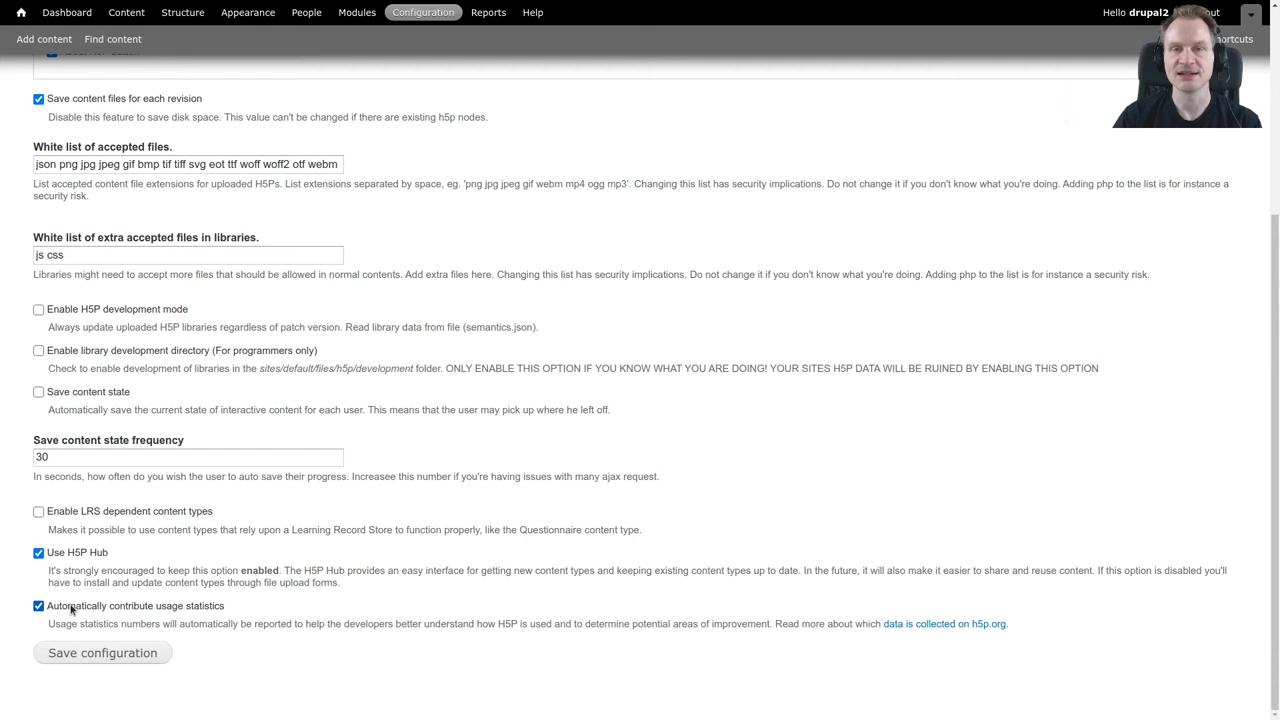 Dashboard Content Structure Appearance People Modules Configuration Reports Help Hello drupal2 out
Add content Find content ortcuts
Save content files for each revision
Disable this feature to save disk space. This value can't be changed if there are existing h5p nodes.
White list of accepted files.
json png jpg jpeg gif bmp tif tiff svg eot ttf woff woff2 otf webm
List accepted content file extensions for uploaded H5Ps. List extensions separated by space, eg. 'png jpg jpeg gif webm mp4 ogg mp3'. Changing this list has security implications. Do not change it if you don't know what you're doing. Adding php to the list is for instance a
security risk.
White list of extra accepted files in libraries.
js css
Libraries might need to accept more files that should be allowed in normal contents. Add extra files here. Changing this list has security implications. Do not change it if you don't know what you're doing. Adding php to the list is for instance a security risk.
Enable H5P development mode
Always update uploaded H5P libraries regardless of patch version. Read library data from file (semantics.json).
Enable library development directory (For programmers only)
Check to enable development of libraries in the sites/default/files/h5p/development folder. ONLY ENABLE THIS OPTION IF YOU KNOW WHAT YOU ARE DOING! YOUR SITES H5P DATA WILL BE RUINED BY ENABLING THIS OPTION
Save content state
Automatically save the current state of interactive content for each user. This means that the user may pick up where he left off.
Save content state frequency
30
In seconds, how often do you wish the user to auto save their progress. Increasee this number if you're having issues with many ajax request.
Enable LRS dependent content types
Makes it possible to use content types that rely upon a Learning Record Store to function properly, like the Questionnaire content type.
Use H5P Hub
It's strongly encouraged to keep this option enabled. The H5P Hub provides an easy interface for getting new content types and keeping existing content types up to date. In the future, it will also make it easier to share and reuse content. If this option is disabled you'll
have to install and update content types through file upload forms.
Automatically contribute usage statistics
Usage statistics numbers will automatically be reported to help the developers better understand how H5P is used and to determine potential areas of improvement. Read more about which data is collected on h5p.org.
Save configuration